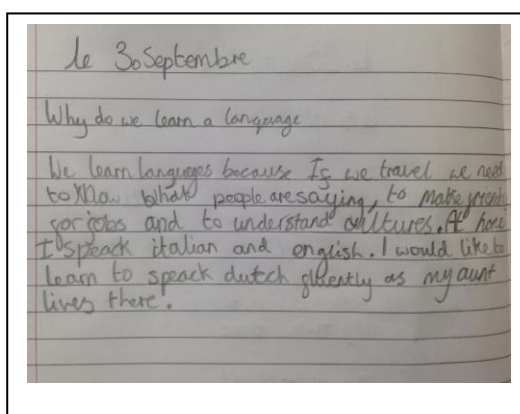 le 30 Septembre
Why do we learn a language
We learn languages because If we travel we need
to know what people are saying, to make friends
for jobs and to understand cultures. At home
I speack italian and english. I would like to
learn to speack dutch fluently as my aunt
lives there.